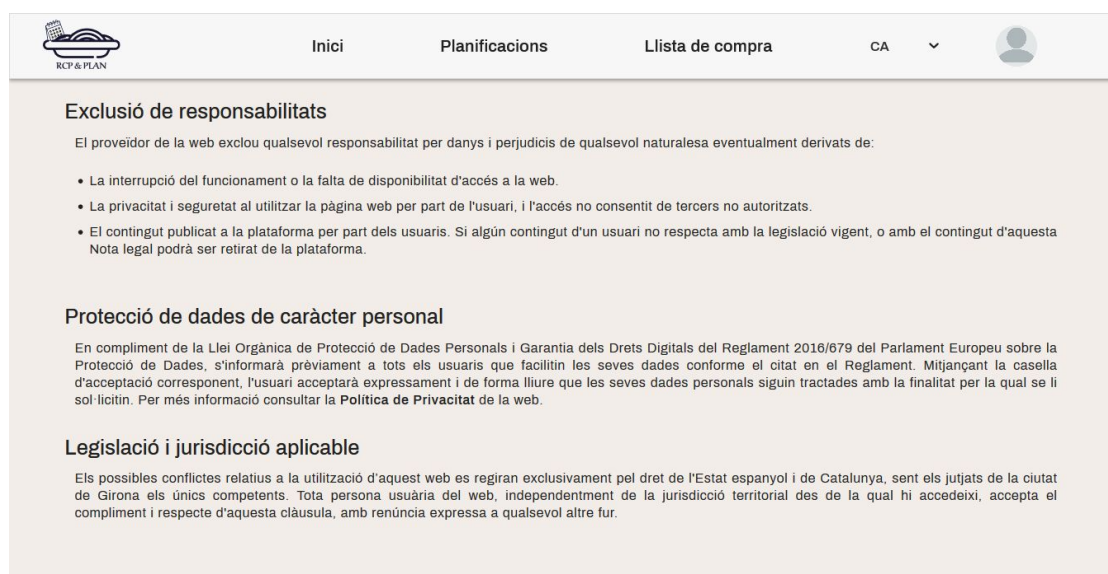 RCP & PLAN
Inici
Planificacions
Llista de compra
CA
Exclusió de responsabilitats
El proveïdor de la web exclou qualsevol responsabilitat per danys i perjudicis de qualsevol naturalesa eventualment derivats de:
• La interrupció del funcionament o la falta de disponibilitat d'accés a la web.
• La privacitat i seguretat al utilitzar la pàgina web per part de l'usuari, i l'accés no consentit de tercers no autoritzats.
• El contingut publicat a la plataforma per part dels usuaris. Si algún contingut d'un usuari no respecta amb la legislació vigent, o amb el contingut d'aquesta
Nota legal podrà ser retirat de la plataforma.
Protecció de dades de caràcter personal
En compliment de la Llei Orgànica de Protecció de Dades Personals i Garantia dels Drets Digitals del Reglament 2016/679 del Parlament Europeu sobre la
Protecció de Dades, s'informarà prèviament a tots els usuaris que facilitin les seves dades conforme el citat en el Reglament. Mitjançant la casella
d'acceptació corresponent, l'usuari acceptarà expressament i de forma lliure que les seves dades personals siguin tractades amb la finalitat per la qual se li
sol·licitin. Per més informació consultar la Política de Privacitat de la web.
Legislació i jurisdicció aplicable
Els possibles conflictes relatius a la utilització d’aquest web es regiran exclusivament pel dret de l'Estat espanyol i de Catalunya, sent els jutjats de la ciutat
de Girona els únics competents. Tota persona usuària del web, independentment de la jurisdicció territorial des de la qual hi accedeixi, accepta el
compliment i respecte d'aquesta clàusula, amb renúncia expressa a qualsevol altre fur.